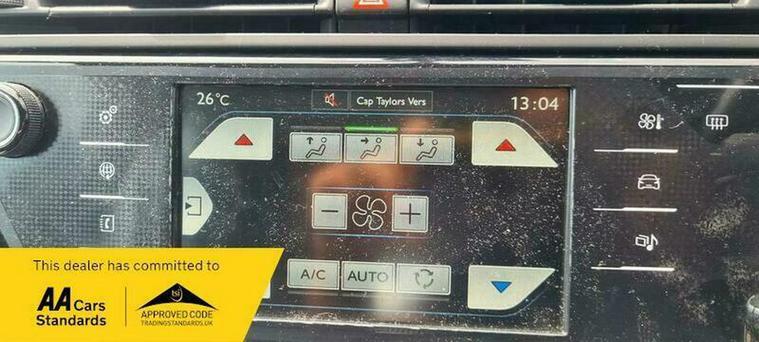 26°C
Cap Taylors Vers
13:04
A/C
AUTO
This dealer has committed to
AA Cars
Standards
tsi
APPROVED CODE
TRADINGSTANDARDS.UK